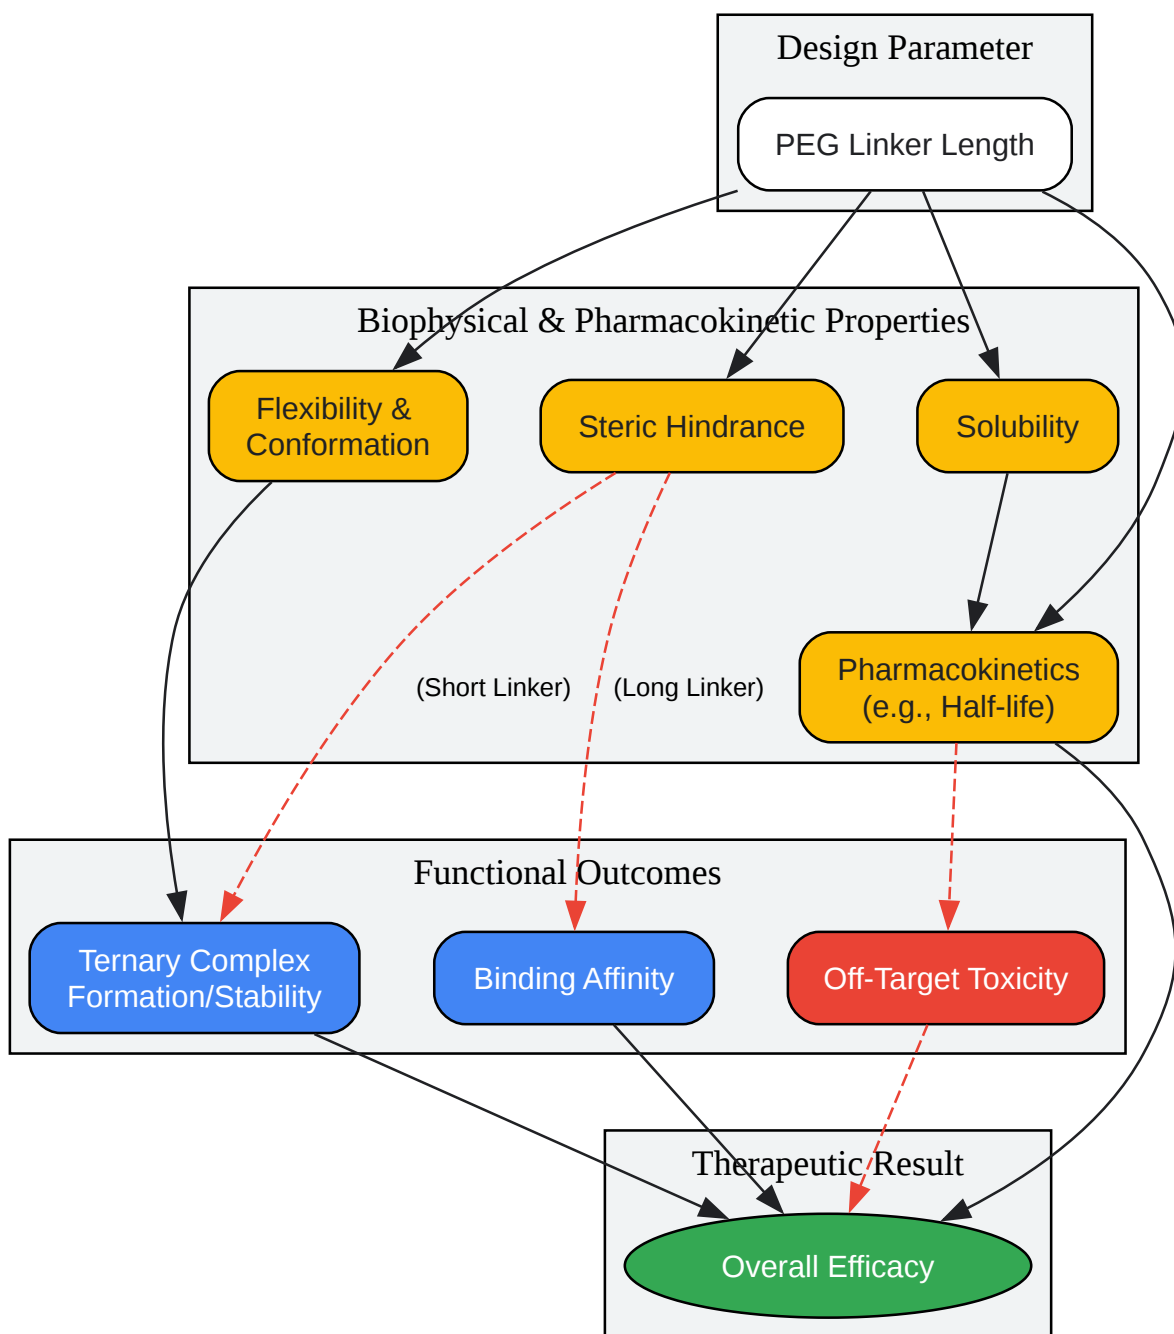 Design Parameter
PEG Linker Length
Biophysical & Pharmacokinetic Properties
Flexibility &
Conformation
Steric Hindrance
Solubility
(Short Linker)
(Long Linker)
Pharmacokinetics
(e.g., Half-life)
Functional Outcomes
Ternary Complex
Formation/Stability
Binding Affinity
Off-Target Toxicity
Therapeutic Result
Overall Efficacy